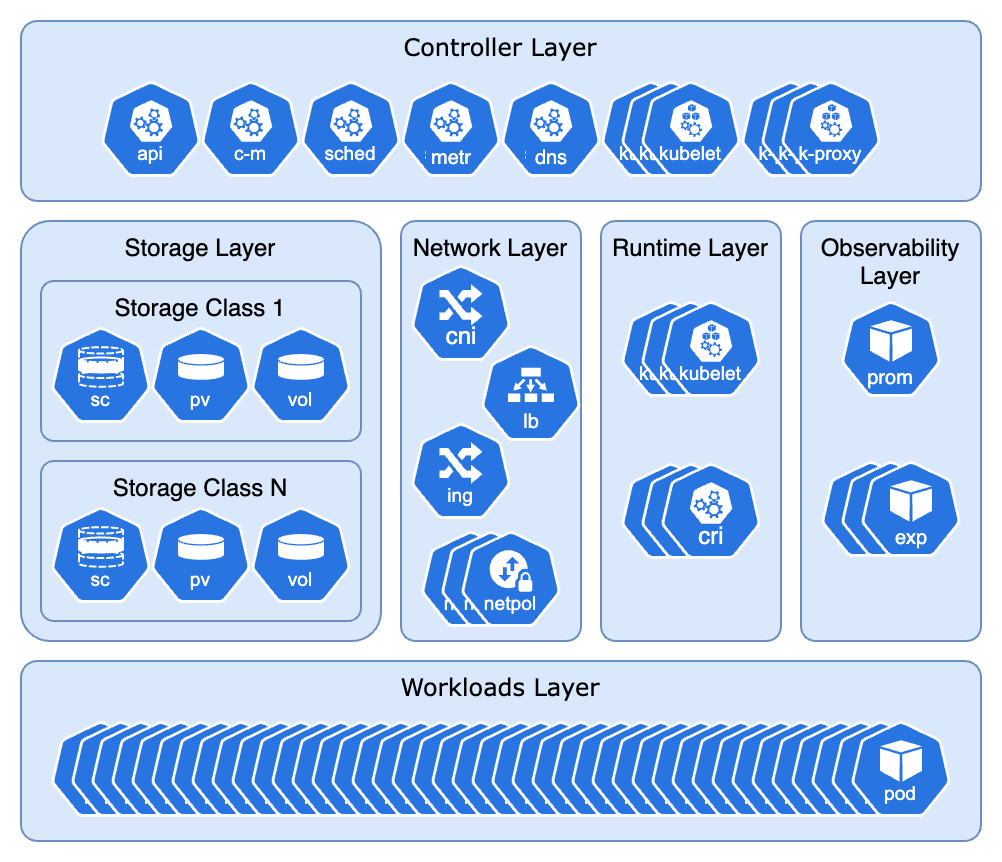 Controller Layer
api c-m sched metr dns kubelet k-proxy
Storage Layer
Storage Class 1
sc pv vol
Storage Class N
sc pv vol
Network Layer
cni
lb
ing
netpol
Runtime Layer
kubelet
cri
Observability
Layer
prom
exp
Workloads Layer
pod